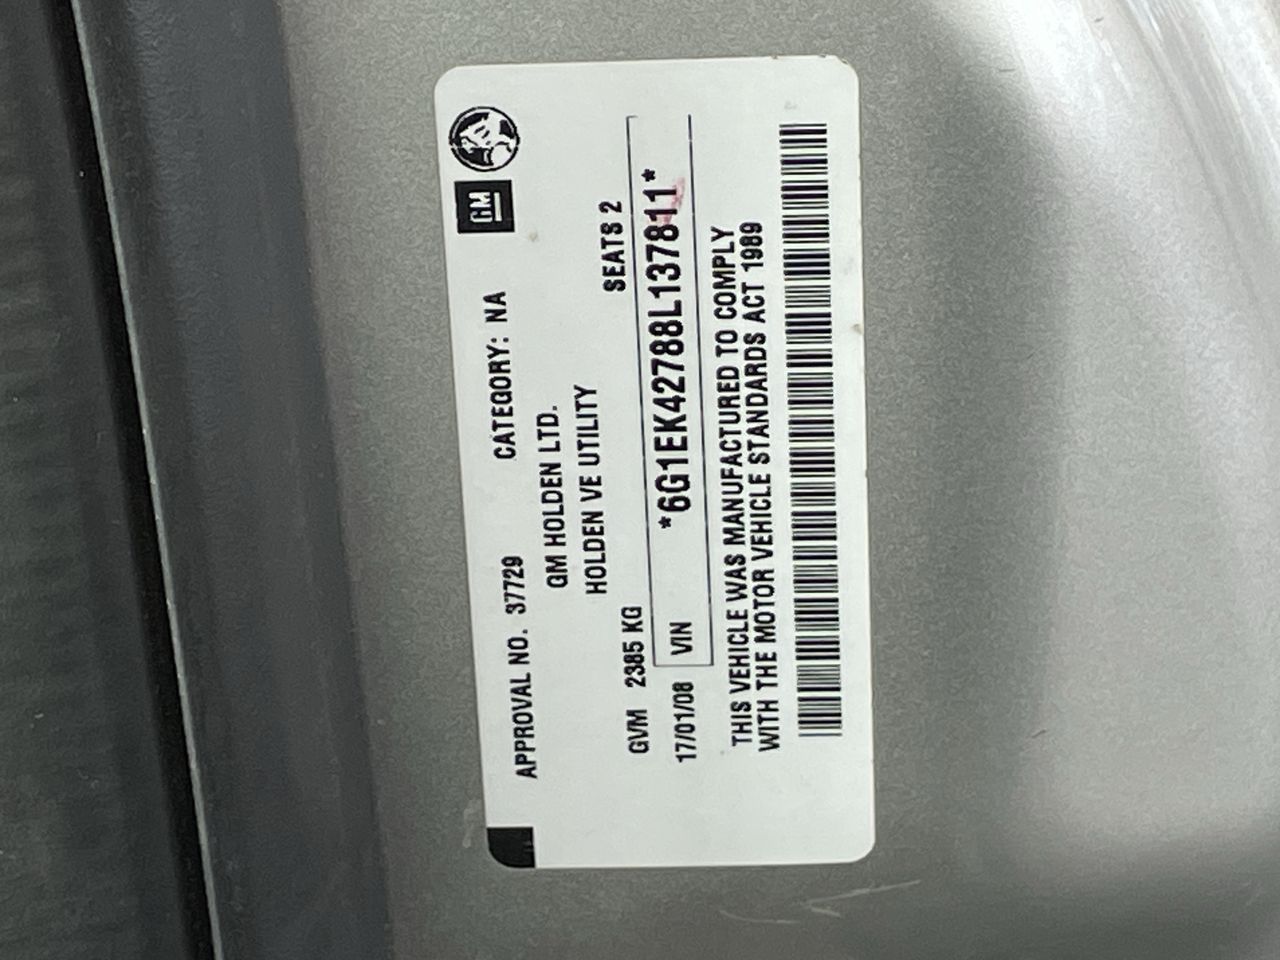 GM
APPROVAL NO. 37729 CATEGORY: NA
GM HOLDEN LTD.
HOLDEN VE UTILITY
GVM 2385 KG SEATS 2
17/01/08 VIN *6G1EK42788L137811*
THIS VEHICLE WAS MANUFACTURED TO COMPLY
WITH THE MOTOR VEHICLE STANDARDS ACT 1989